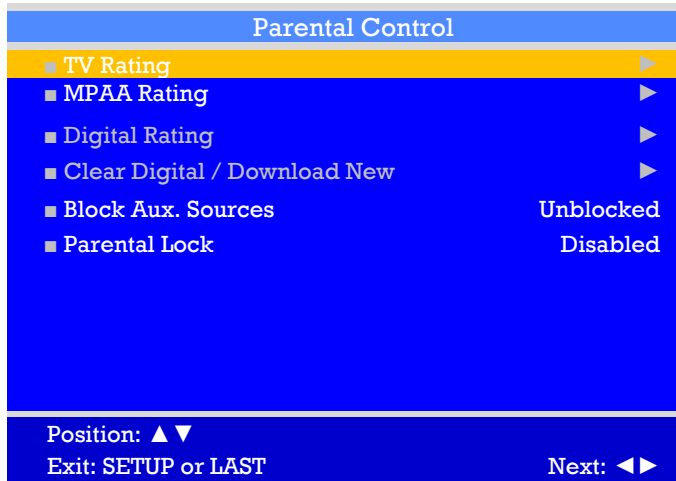 Parental Control
■ TV Rating ►
■ MPAA Rating ►
■ Digital Rating ►
■ Clear Digital / Download New ►
■ Block Aux. Sources Unblocked
■ Parental Lock Disabled
Position: ▲▼
Exit: SETUP or LAST Next: ◄►